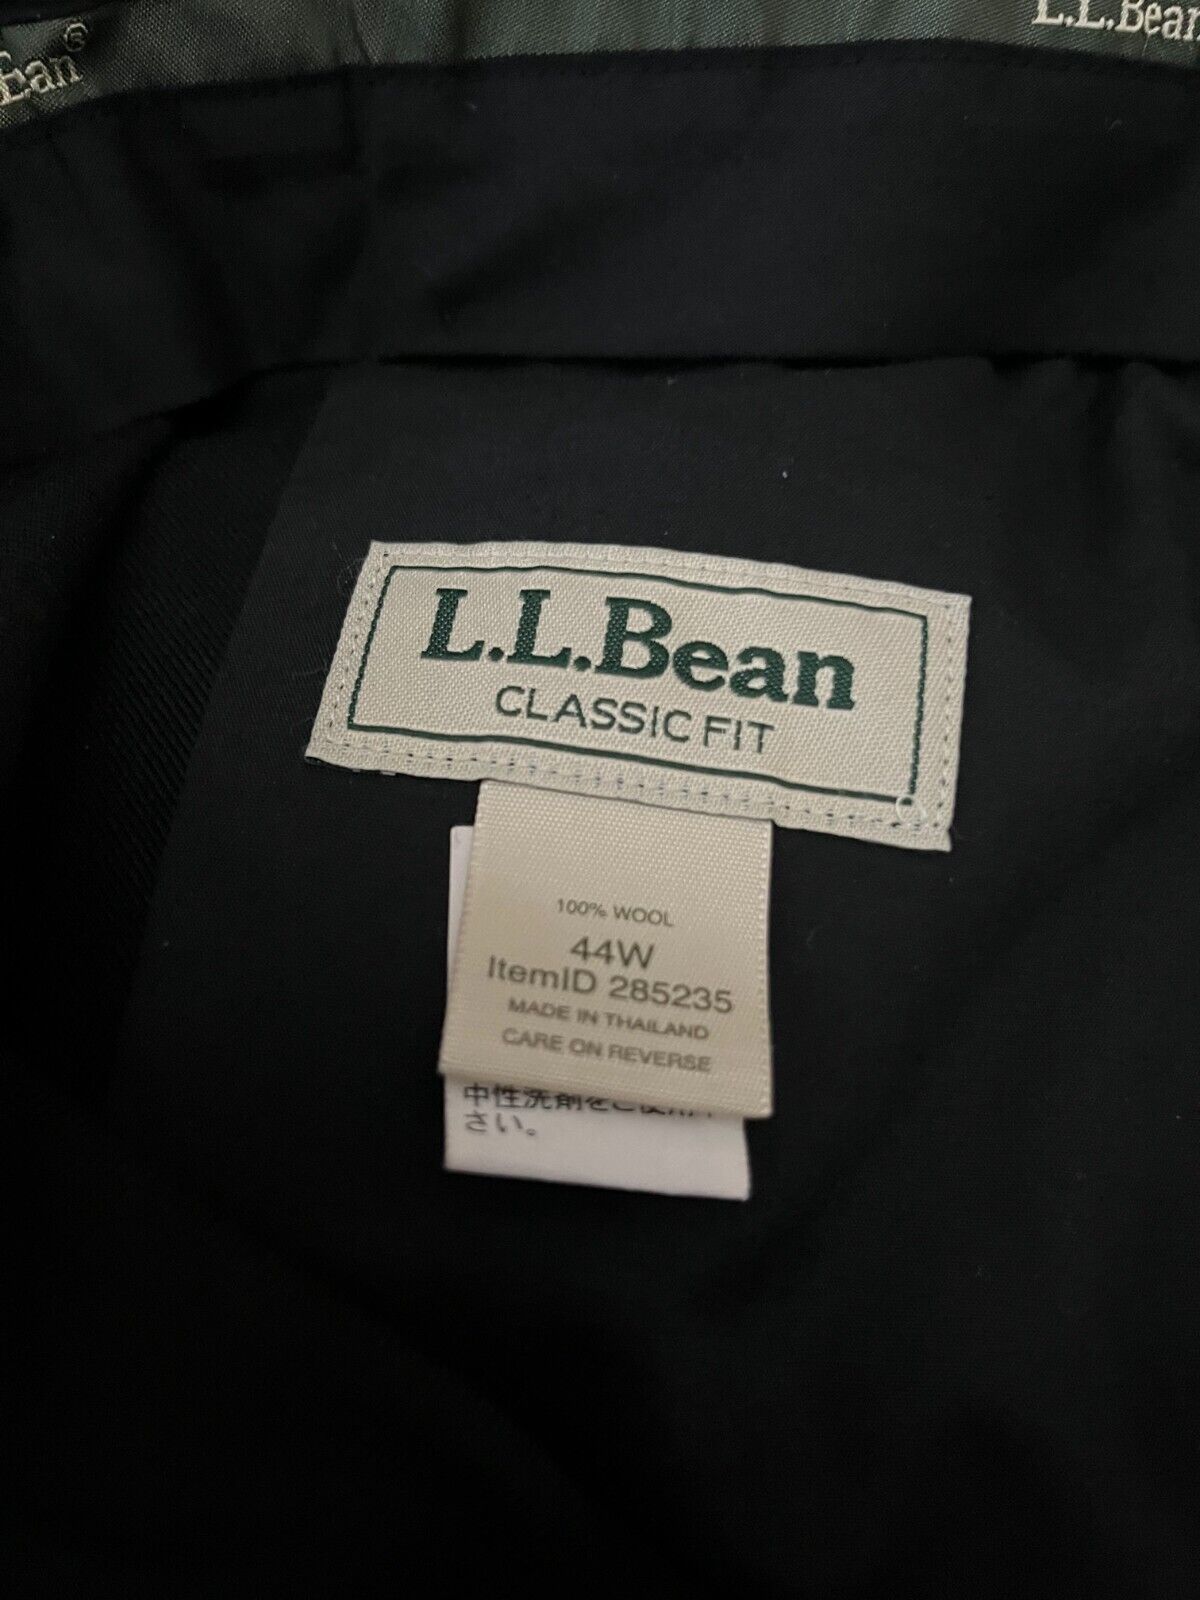 Bean®
L.L.Bean
L.L.Bean
CLASSIC FIT
100% WOOL
44W
ItemID 285235
MADE IN THAILAND
CARE ON REVERSE
中性洗剤をご使用
さい。